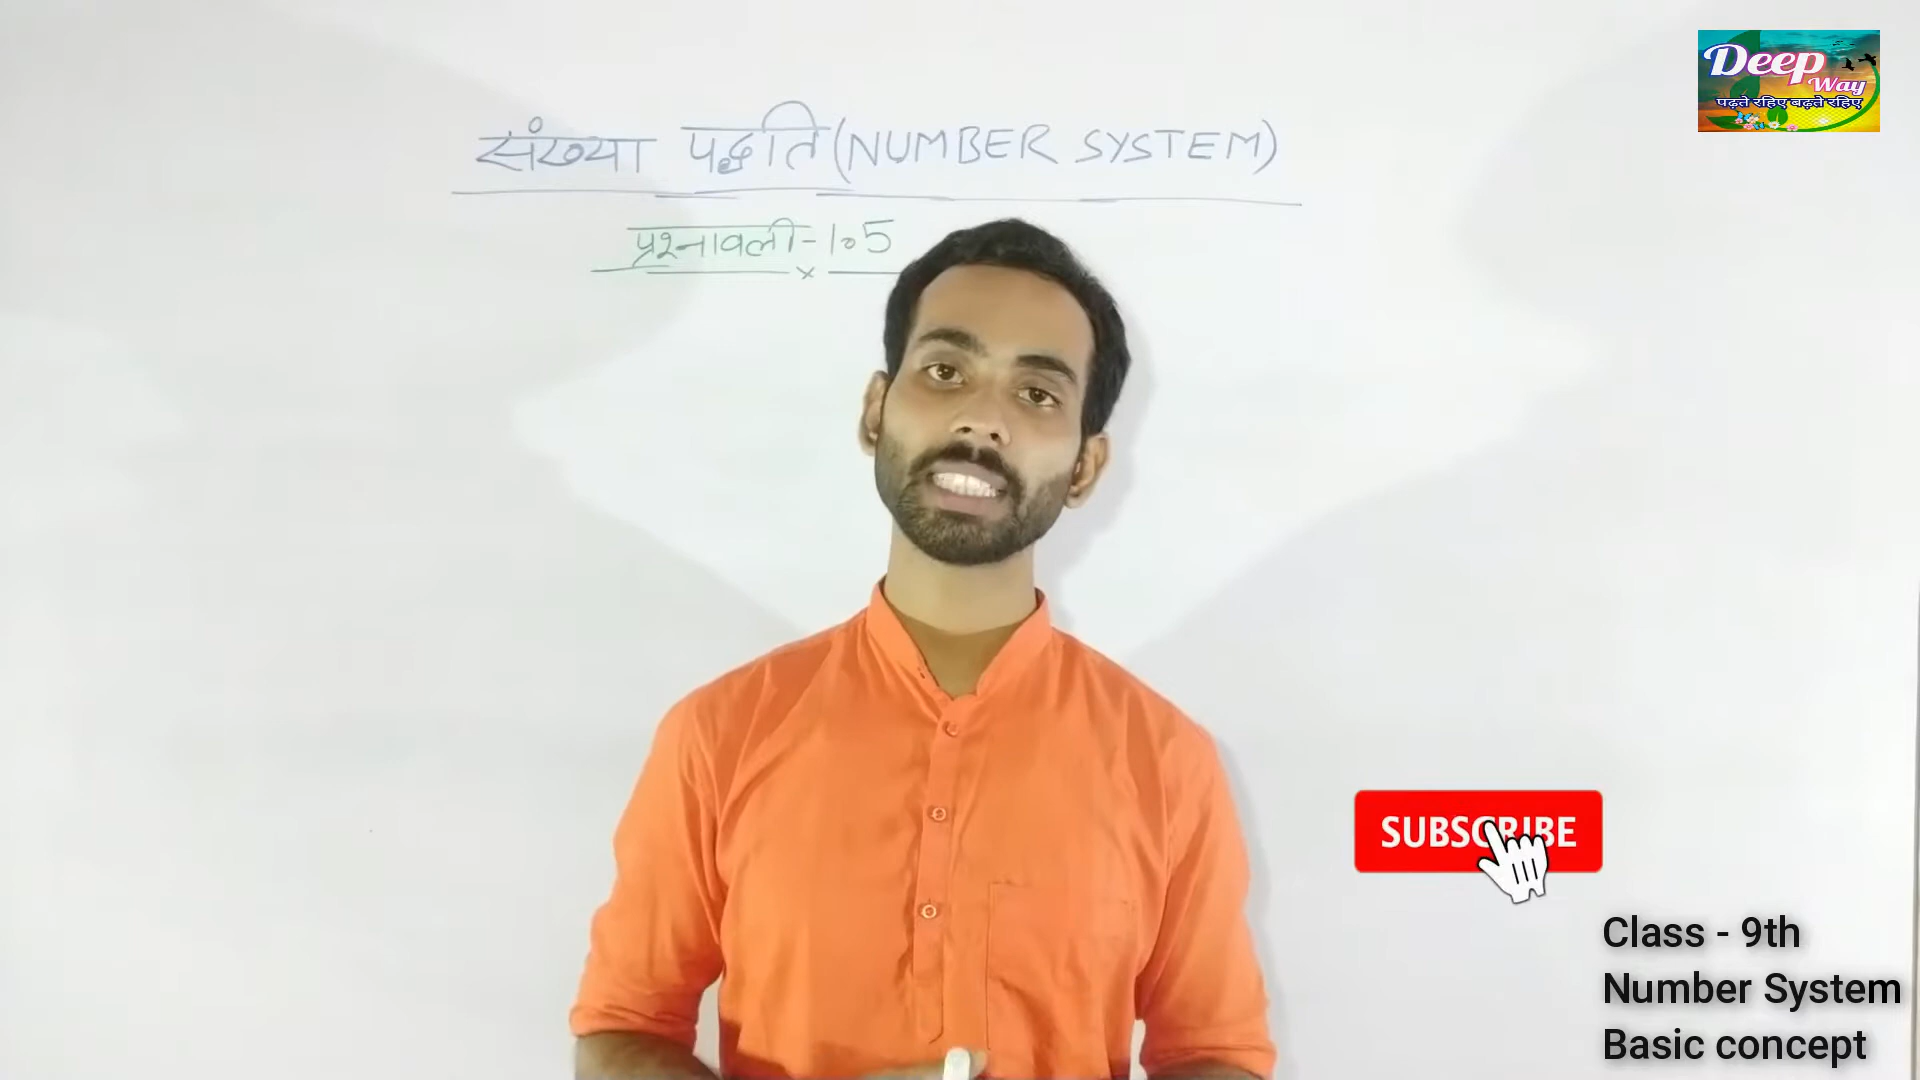 Deep
Way
पढ़ते रहिए बढ़ते रहिए
संख्या पद्धति (NUMBER SYSTEM)
प्रश्नावली - 1.5
SUBSCRIBE
Class - 9th
Number System
Basic concept